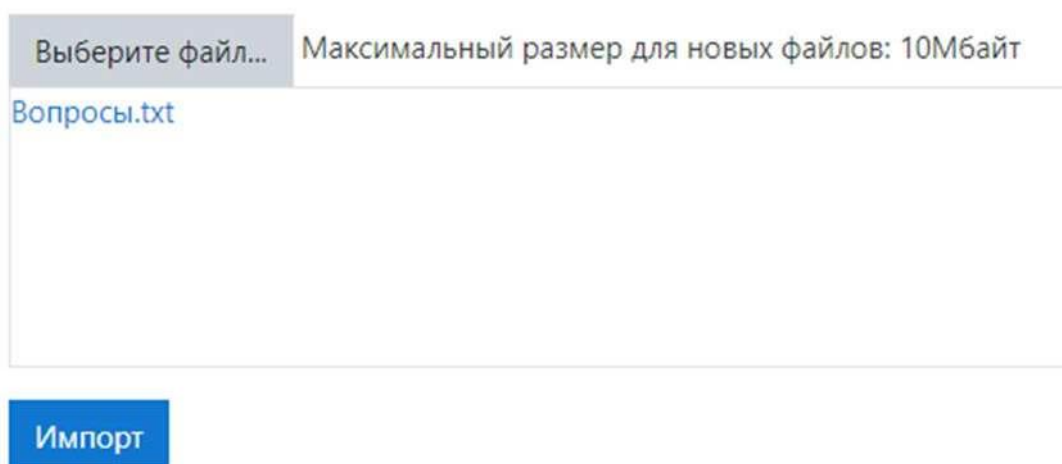 Выберите файл... Максимальный размер для новых файлов: 10Мбайт
Вопросы.txt
Импорт